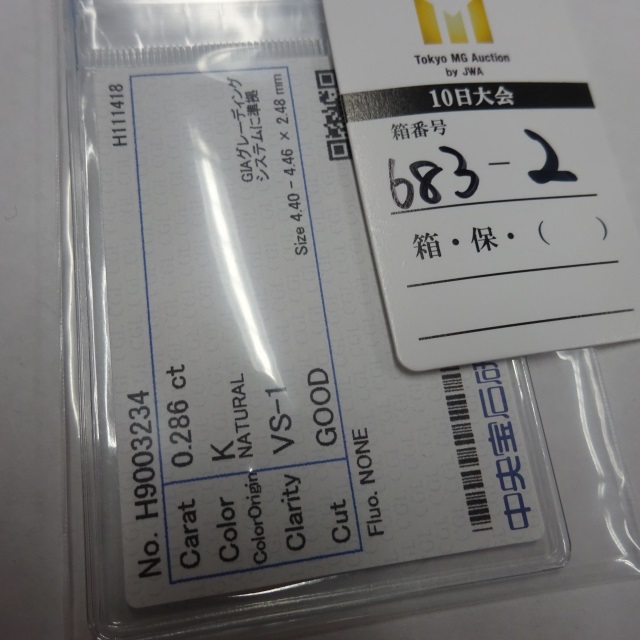 Tokyo MG Auction
by JWA
10日大会
箱番号
683-2
箱・保・（　　）
H111418
GIAグレーディング
システムに準拠
Size 4.40 - 4.46 × 2.48 mm
No. H9003234
Carat 0.286 ct
Color K
ColorOrigin NATURAL
Clarity VS-1
Cut GOOD
Fluo. NONE
中央宝石